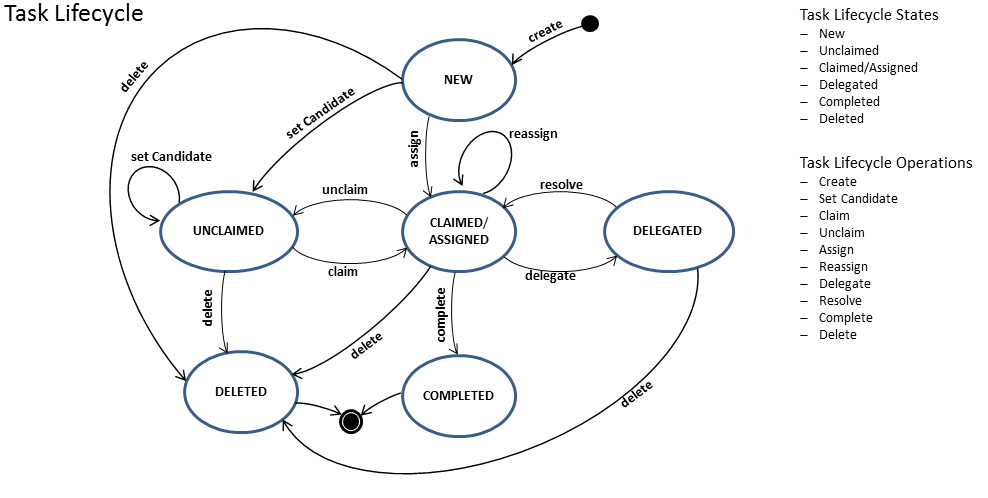 Task Lifecycle
create
NEW
delete
set Candidate
assign
reassign
set Candidate
unclaim
resolve
UNCLAIMED
CLAIMED/
ASSIGNED
DELEGATED
claim
delegate
delete
complete
delete
delete
DELETED
COMPLETED
Task Lifecycle States
– New
– Unclaimed
– Claimed/Assigned
– Delegated
– Completed
– Deleted
Task Lifecycle Operations
– Create
– Set Candidate
– Claim
– Unclaim
– Assign
– Reassign
– Delegate
– Resolve
– Complete
– Delete